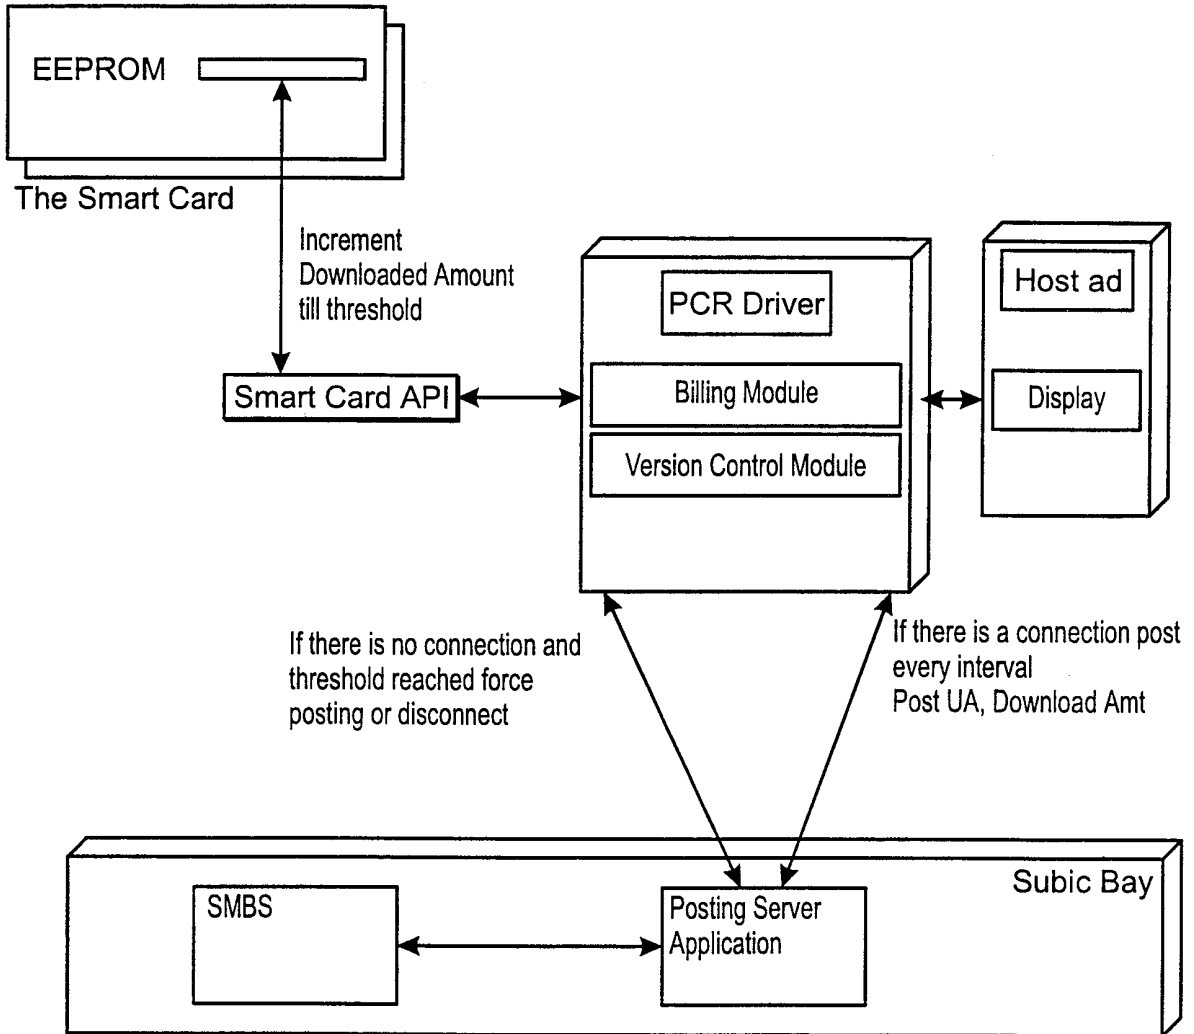 EEPROM
The Smart Card
Increment
Downloaded Amount
till threshold
Smart Card API
PCR Driver
Billing Module
Version Control Module
Host ad
Display
If there is no connection and
threshold reached force
posting or disconnect
If there is a connection post
every interval
Post UA, Download Amt
Subic Bay
SMBS
Posting Server
Application